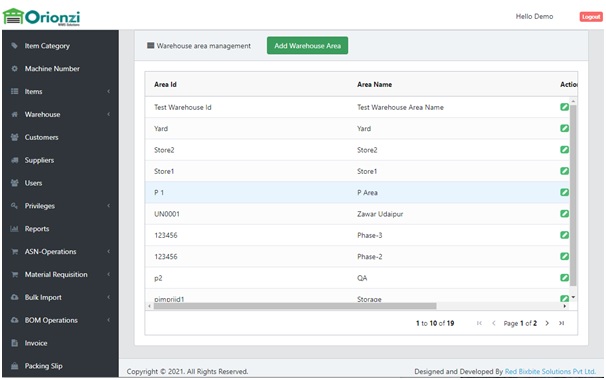 Orionzi
WMS Solutions
Hello Demo
Logout
Item Category
Machine Number
Items
Warehouse
Customers
Suppliers
Users
Privileges
Reports
ASN-Operations
Material Requisition
Bulk Import
BOM Operations
Invoice
Packing Slip
Warehouse area management
Add Warehouse Area
Area Id Area Name Action
Test Warehouse Id Test Warehouse Area Name
Yard Yard
Store2 Store2
Store1 Store1
P 1 P Area
UN0001 Zawar Udaipur
123456 Phase-3
123456 Phase-2
p2 QA
pimpriid1 Storage
1 to 10 of 19 Page 1 of 2
Copyright © 2021. All Rights Reserved. Designed and Developed By Red Bixbite Solutions Pvt Ltd.